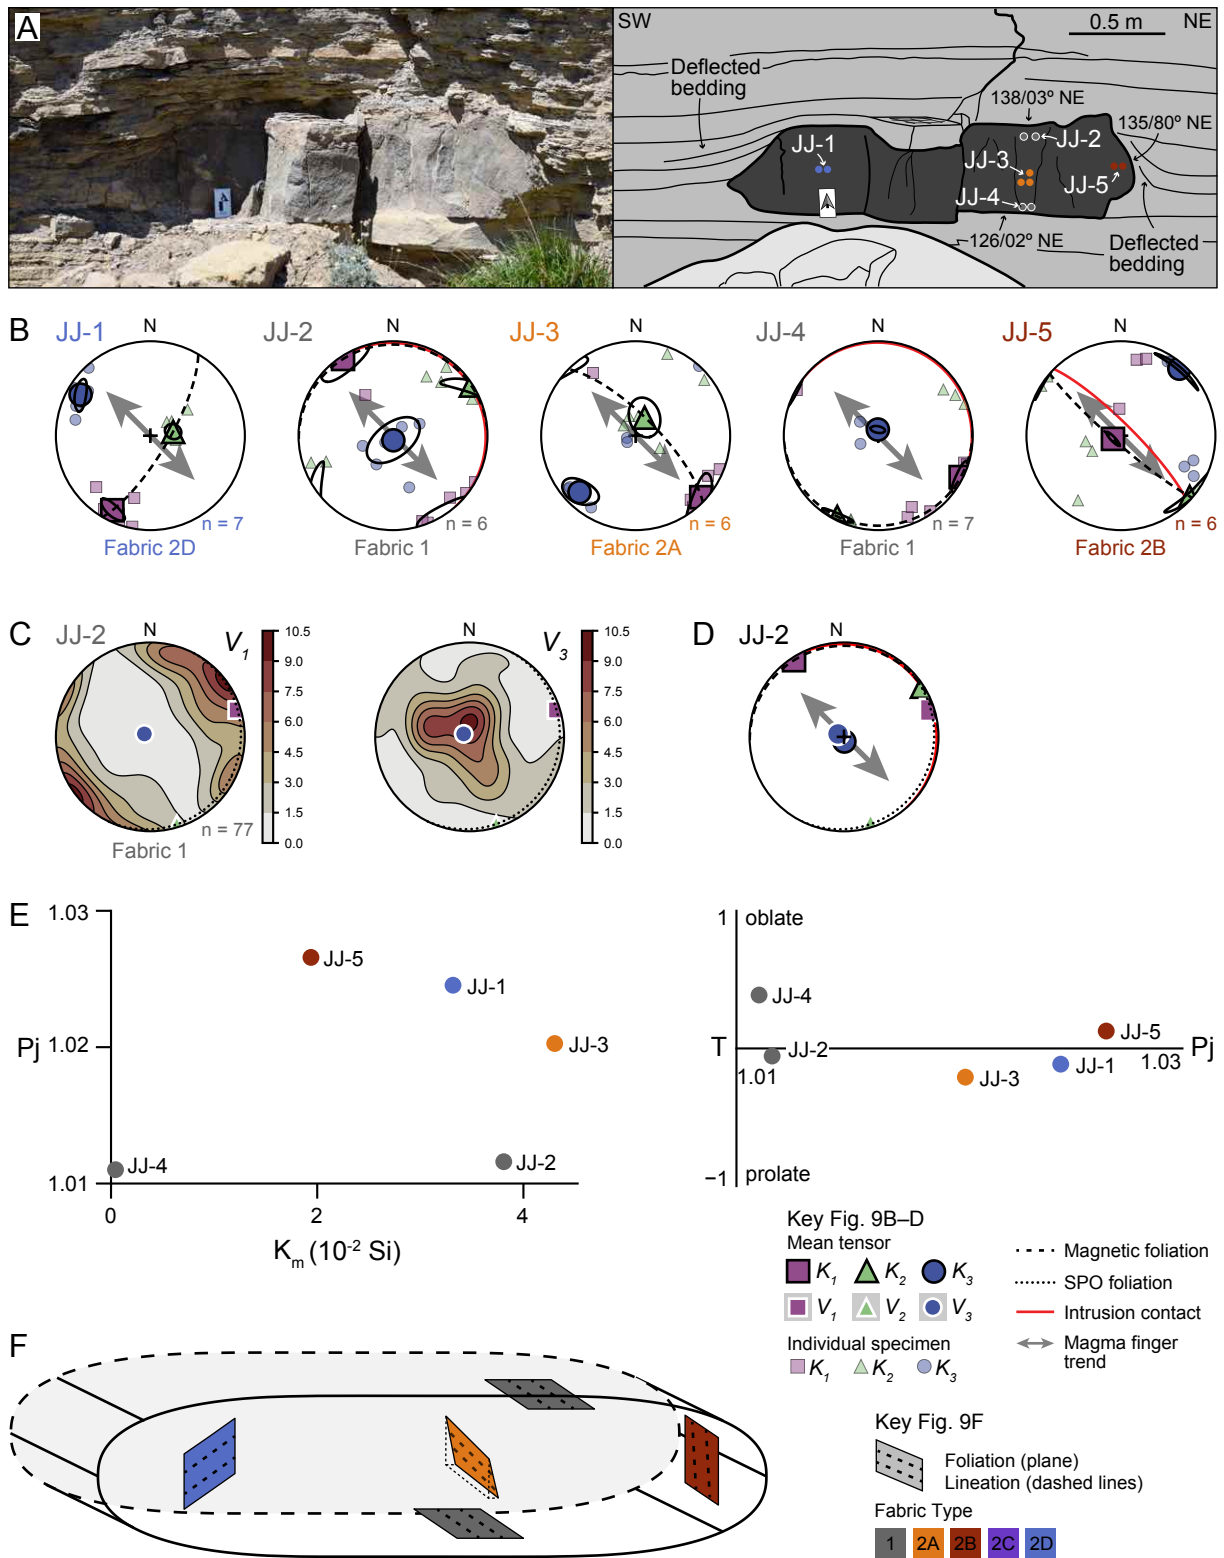 A
SW
0.5 m
NE
Deflected
bedding
138/03° NE
135/80° NE
JJ-1
JJ-2
JJ-3
JJ-5
JJ-4
126/02° NE
Deflected
bedding
B
JJ-1
N
n = 7
Fabric 2D
JJ-2
N
n = 6
Fabric 1
JJ-3
N
n = 6
Fabric 2A
JJ-4
N
n = 7
Fabric 1
JJ-5
N
n = 6
Fabric 2B
C
JJ-2
N
V1
10.5
9.0
7.5
6.0
4.5
3.0
1.5
0.0
n = 77
Fabric 1
N
V3
10.5
9.0
7.5
6.0
4.5
3.0
1.5
0.0
D
JJ-2
N
E
1.03
1.02
1.01
Pj
JJ-5
JJ-1
JJ-3
JJ-4
JJ-2
0
2
4
Km (10-2 Si)
1
oblate
JJ-4
JJ-2
JJ-5
T
Pj
1.01
1.03
JJ-3
JJ-1
−1
prolate
Key Fig. 9B–D
Mean tensor
K1 K2 K3
V1 V2 V3
Individual specimen
K1 K2 K3
Magnetic foliation
SPO foliation
Intrusion contact
Magma finger
trend
F
Key Fig. 9F
Foliation (plane)
Lineation (dashed lines)
Fabric Type
1 2A 2B 2C 2D